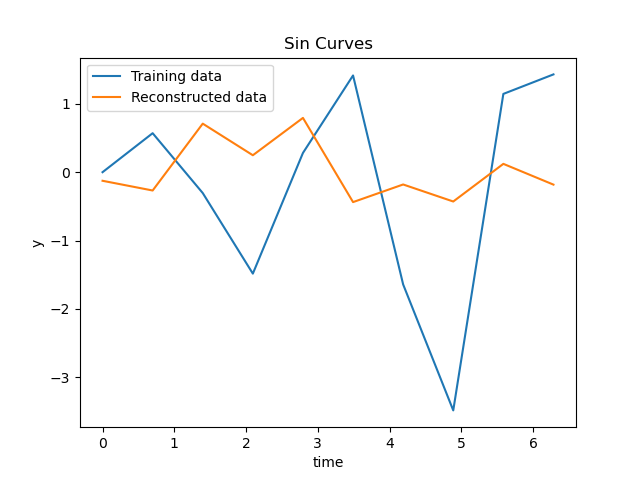 Sin Curves
Training data
Reconstructed data
1
0
−1
−2
−3
y
0 1 2 3 4 5 6
time